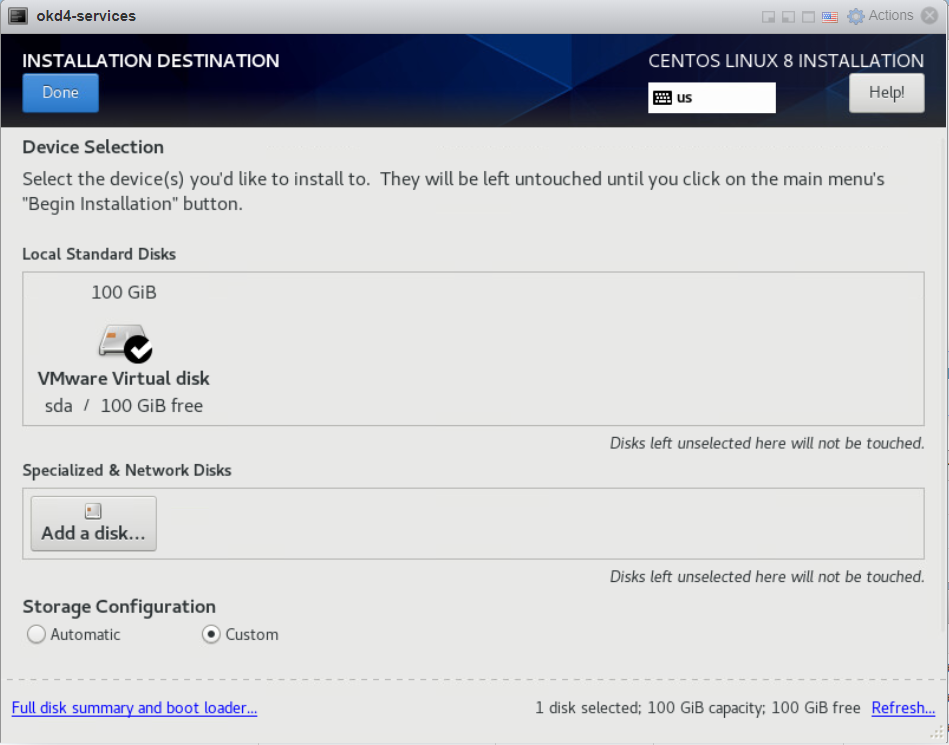 okd4-services
Actions
INSTALLATION DESTINATION
CENTOS LINUX 8 INSTALLATION
Done
us
Help!
Device Selection
Select the device(s) you'd like to install to. They will be left untouched until you click on the main menu's
"Begin Installation" button.
Local Standard Disks
100 GiB
VMware Virtual disk
sda / 100 GiB free
Disks left unselected here will not be touched.
Specialized & Network Disks
Add a disk...
Disks left unselected here will not be touched.
Storage Configuration
Automatic Custom
Full disk summary and boot loader...
1 disk selected; 100 GiB capacity; 100 GiB free Refresh...